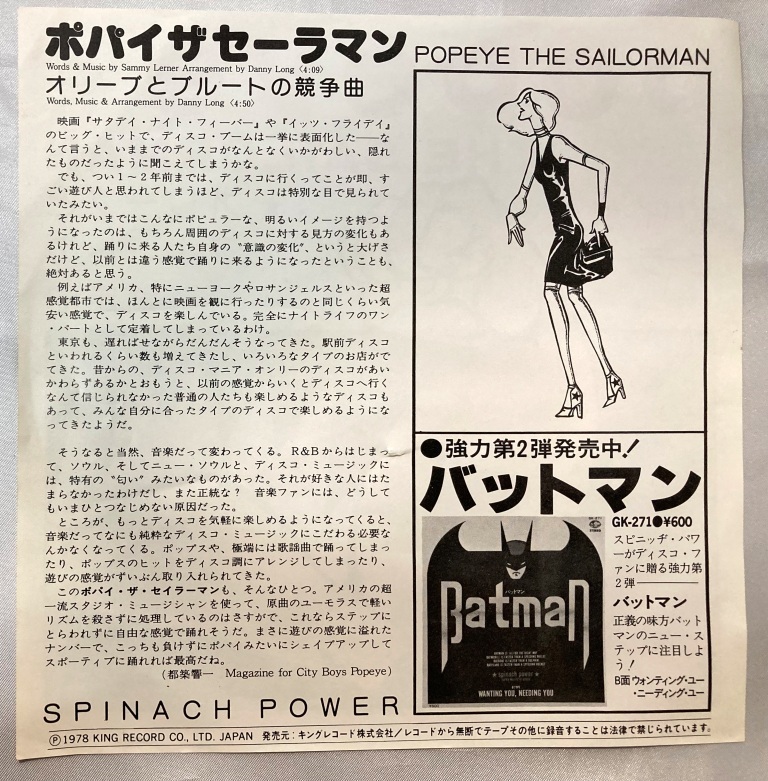 ポパイザセーラマン POPEYE THE SAILORMAN
Words & Music by Sammy Lerner Arrangement by Danny Long〈4:09〉
オリーブとブルートの競争曲
Words, Music & Arrangement by Danny Long〈4:50〉
映画『サタデイ・ナイト・フィーバー』や『イッツ・フライデイ』
のビッグ・ヒットで、ディスコ・ブームは一挙に表面化した――な
んて言うと、いままでのディスコがなんとなくいかがわしい、隠れ
たものだったように聞こえてしまうかな。
でも、つい1〜2年前までは、ディスコに行くってことが即、す
ごい遊び人と思われてしまうほど、ディスコは特別な目で見られて
いたみたい。
それがいまではこんなにポピュラーな、明るいイメージを持つよ
うになったのは、もちろん周囲のディスコに対する見方の変化もあ
るけれど、踊りに来る人たち自身の〝意識の変化〟、というと大げさ
だけど、以前とは違う感覚で踊りに来るようになったということも、
絶対あると思う。
例えばアメリカ、特にニューヨークやロサンジェルスといった超
感覚都市では、ほんとに映画を観に行ったりするのと同じくらい気
安い感覚で、ディスコを楽しんでいる。完全にナイトライフのワン
・パートとして定着してしまっているわけ。
東京も、遅ればせながらだんだんそうなってきた。駅前ディスコ
といわれるくらい数も増えてきたし、いろいろなタイプのお店がで
てきた。昔からの、ディスコ・マニア・オンリーのディスコがあい
かわらずあるかとおもうと、以前の感覚からいくとディスコへ行く
なんて信じられなかった普通の人たちも楽しめるようなディスコも
あって、みんな自分に合ったタイプのディスコで楽しめるようにな
ってきたようだ。
そうなると当然、音楽だって変わってくる。R&Bからはじまっ
て、ソウル、そしてニュー・ソウルと、ディスコ・ミュージックに
は、特有の〝匂い〟みたいなものがあった。それが好きな人にはた
まらなかったわけだし、また正統な？ 音楽ファンには、どうして
もいまひとつなじめない原因だった。
ところが、もっとディスコを気軽に楽しめるようになってくると、
音楽だってなにも純粋なディスコ・ミュージックにこだわる必要な
んかなくなってくる。ポップスや、極端には歌謡曲で踊ってしまっ
たり、ポップスのヒットをディスコ調にアレンジしてしまったり、
遊びの感覚がずいぶん取り入れられてきた。
このポパイ・ザ・セイラーマンも、そんなひとつ。アメリカの超
一流スタジオ・ミュージシャンを使って、原曲のユーモラスで軽い
リズムを殺さずに処理しているのはさすがで、これならステップに
とらわれずに自由な感覚で踊れそうだ。まさに遊びの感覚に溢れた
ナンバーで、こっちも負けずにポパイみたいにシェイプアップして
スポーティブに踊れれば最高だね。
(都築響一 Magazine for City Boys Popeye)
SPINACH POWER
●強力第2弾発売中！
バットマン
GK-271●¥600
スピニッヂ・パワ
ーがディスコ・フ
ァンに贈る強力第
2弾――
バットマン
正義の味方バット
マンのニュー・ス
テップに注目しよ
う！
B面ウォンティング・ユー
・ニーディング・ユー
バットマン
Batman
spinach power
WANTING YOU, NEEDING YOU
Ⓟ1978 KING RECORD CO., LTD. JAPAN 発売元：キングレコード株式会社／レコードから無断でテープその他に録音することは法律で禁じられています。